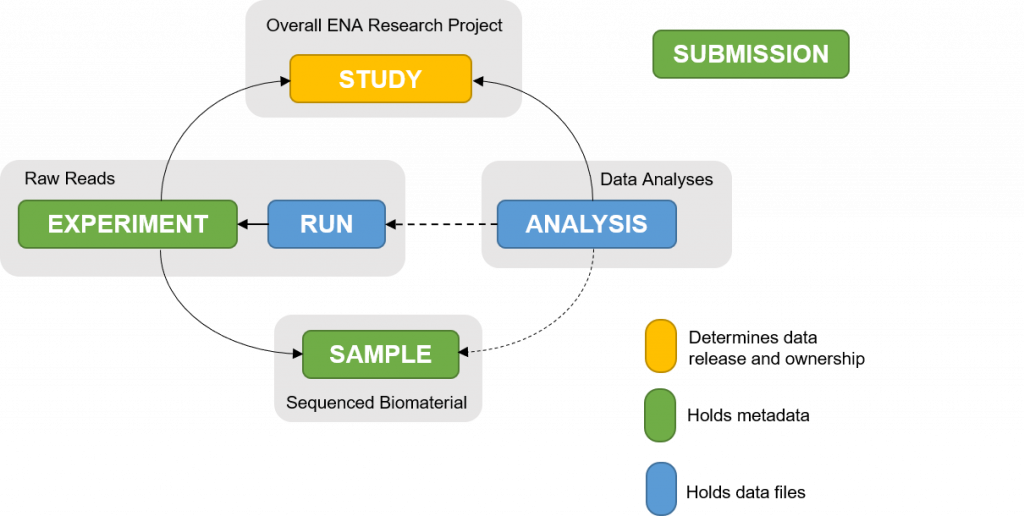 Overall ENA Research Project
STUDY
SUBMISSION
Raw Reads
EXPERIMENT
RUN
Data Analyses
ANALYSIS
SAMPLE
Sequenced Biomaterial
Determines data
release and ownership
Holds metadata
Holds data files